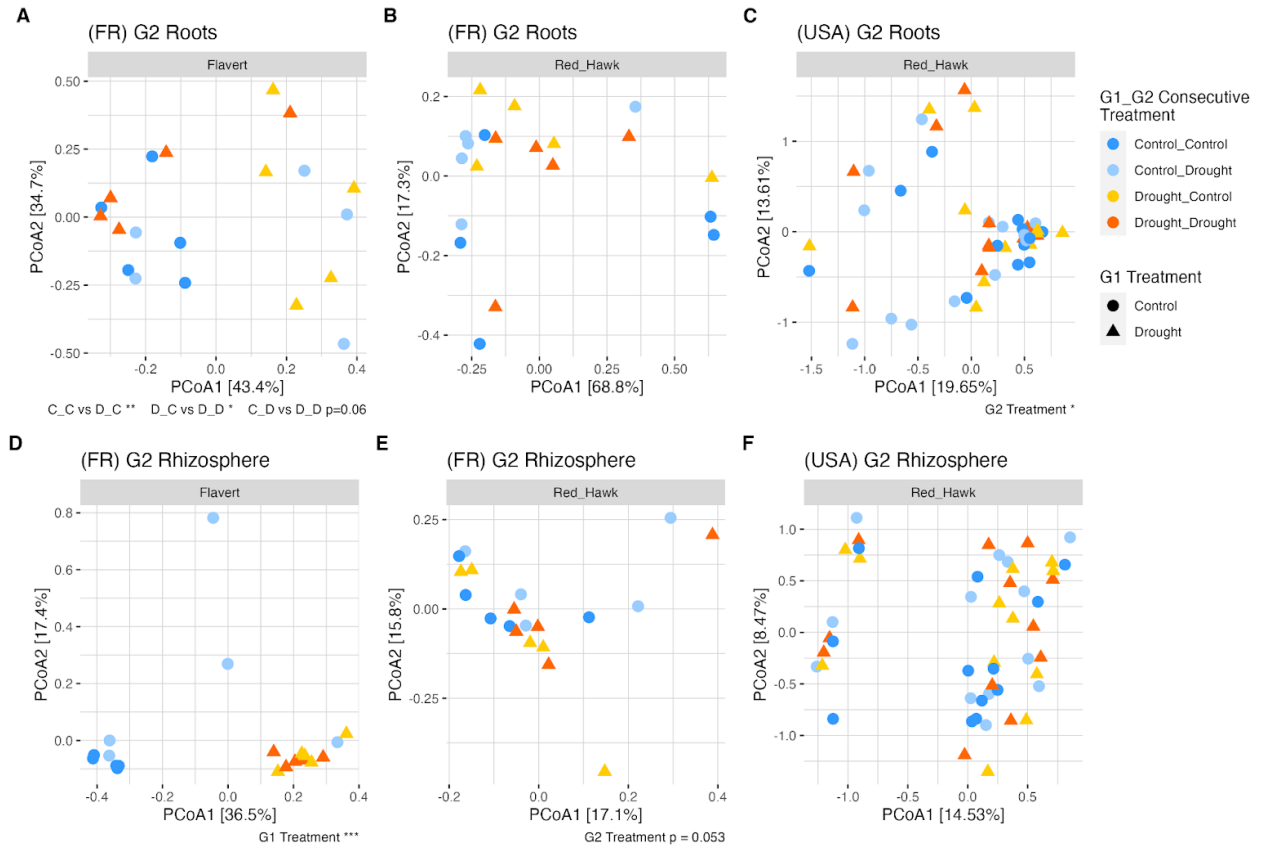 A
(FR) G2 Roots
Flavert
0.50
0.25
0.00
-0.25
-0.50
PCoA2 [34.7%]
-0.2
0.0
0.2
0.4
PCoA1 [43.4%]
C_C vs D_C ** D_C vs D_D * C_D vs D_D p=0.06
B
(FR) G2 Roots
Red_Hawk
0.2
0.0
-0.2
-0.4
PCoA2 [17.3%]
-0.25
0.00
0.25
0.50
PCoA1 [68.8%]
C
(USA) G2 Roots
Red_Hawk
1
0
-1
PCoA2 [13.61%]
-1.5
-1.0
-0.5
0.0
0.5
PCoA1 [19.65%]
G2 Treatment *
G1_G2 Consecutive
Treatment
Control_Control
Control_Drought
Drought_Control
Drought_Drought
G1 Treatment
Control
Drought
D
(FR) G2 Rhizosphere
Flavert
0.8
0.6
0.4
0.2
0.0
PCoA2 [17.4%]
-0.4
-0.2
0.0
0.2
0.4
PCoA1 [36.5%]
G1 Treatment ***
E
(FR) G2 Rhizosphere
Red_Hawk
0.25
0.00
-0.25
PCoA2 [15.8%]
-0.2
0.0
0.2
0.4
PCoA1 [17.1%]
G2 Treatment p = 0.053
F
(USA) G2 Rhizosphere
Red_Hawk
1.0
0.5
0.0
-0.5
-1.0
PCoA2 [8.47%]
-1.0
-0.5
0.0
0.5
PCoA1 [14.53%]